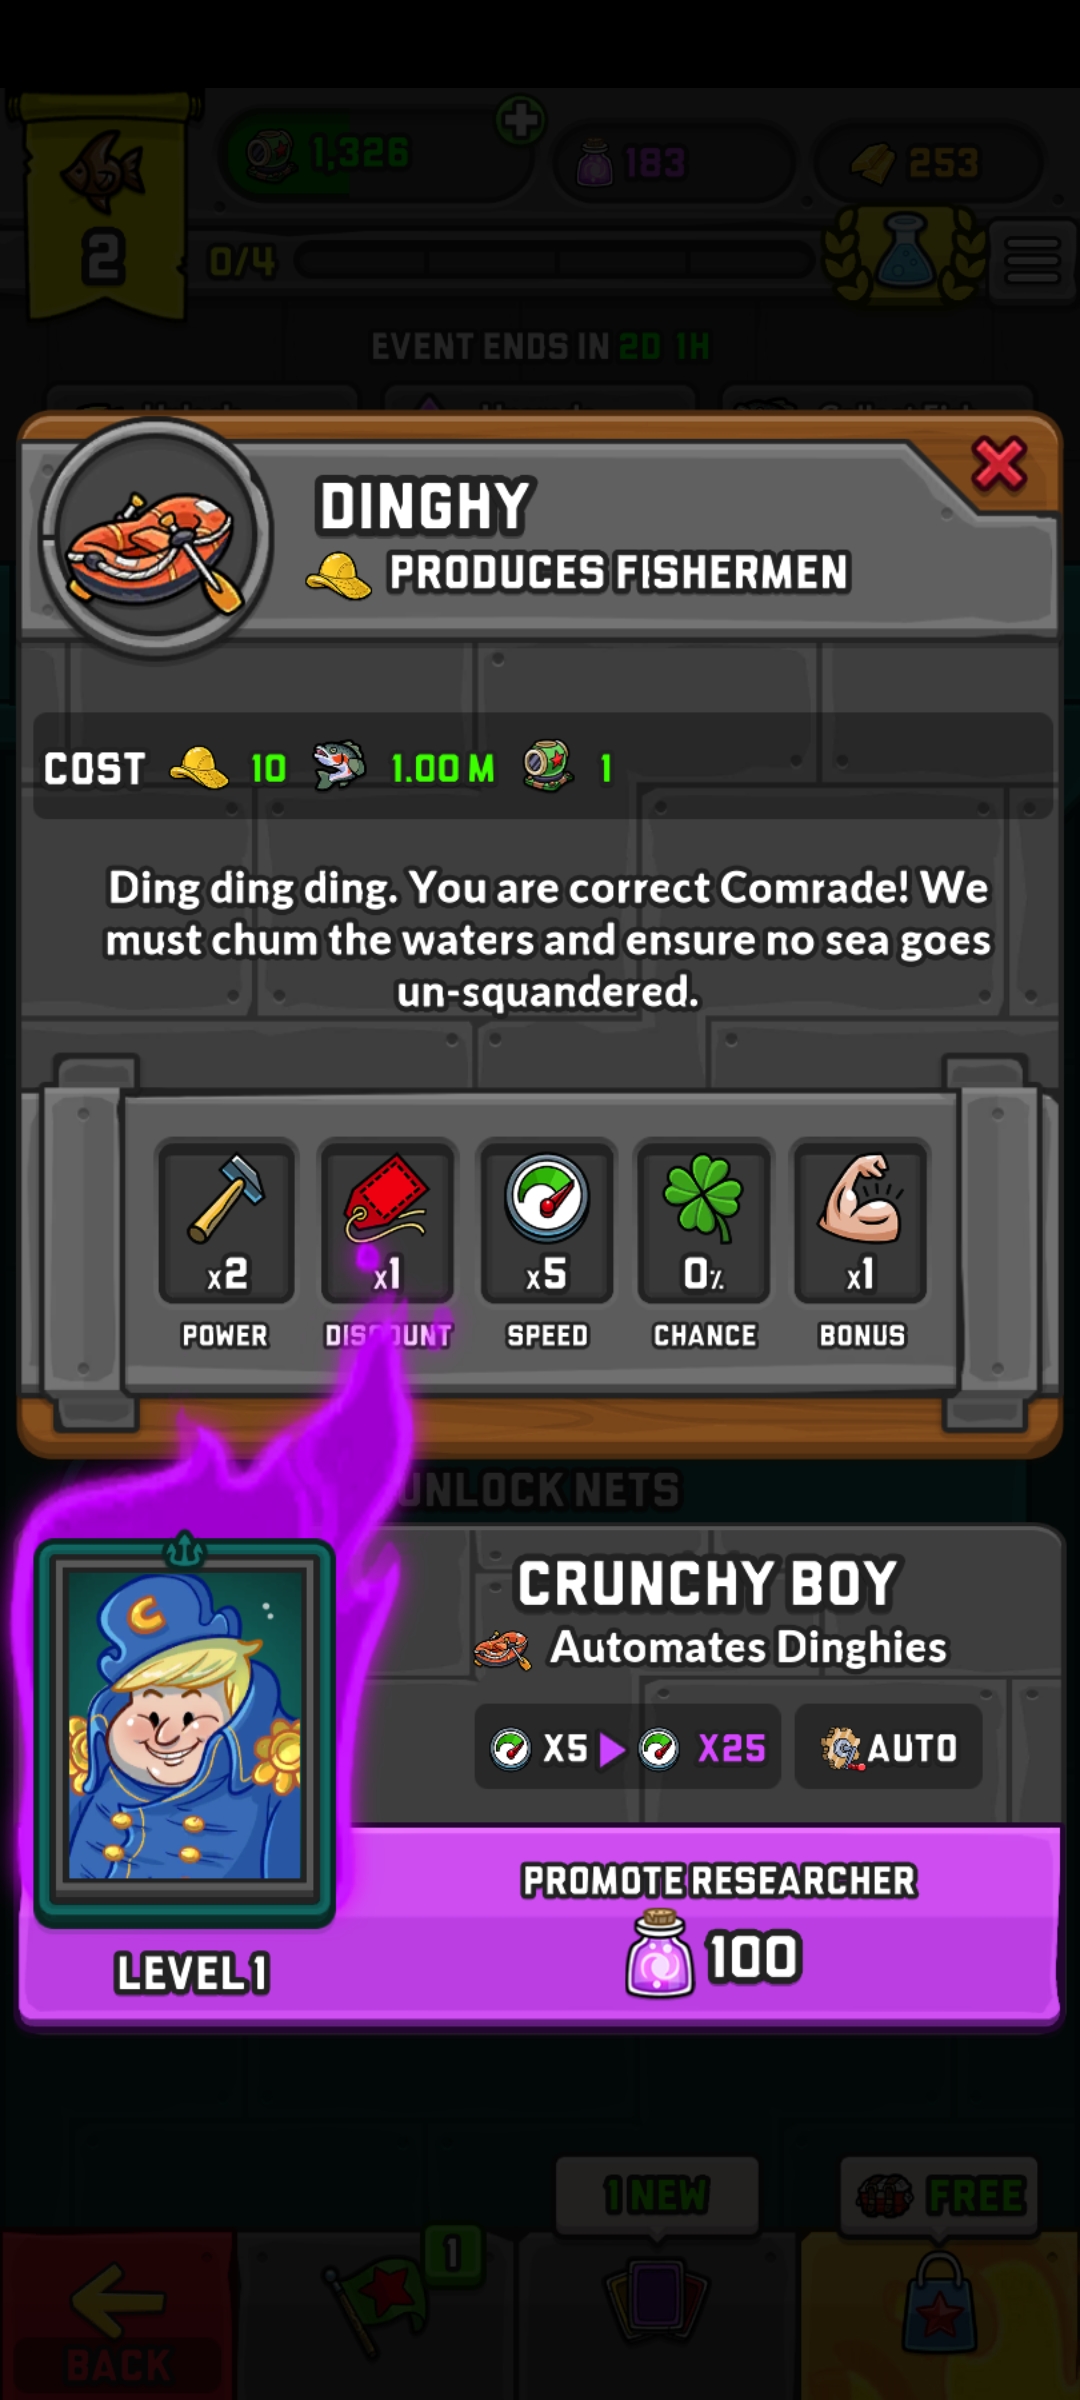 1,326
183
253
2
0/4
EVENT ENDS IN 2D 1H
DINGHY
PRODUCES FISHERMEN
COST 10 1.00 M 1
Ding ding ding. You are correct Comrade! We
must chum the waters and ensure no sea goes
un-squandered.
x2 x1 x5 0% x1
POWER DISCOUNT SPEED CHANCE BONUS
UNLOCK NETS
CRUNCHY BOY
Automates Dinghies
C
X5 X25 AUTO
PROMOTE RESEARCHER
100
LEVEL 1
1 NEW
FREE
1
BACK